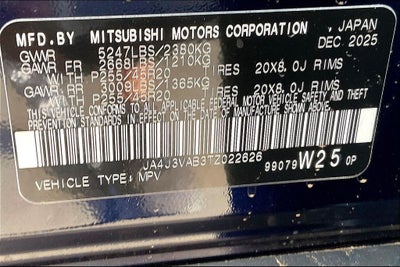 MFD.BY MITSUBISHI MOTORS CORPORATION JAPAN
GVWR 5247LBS/2380KG DEC.2025
GAWR FR 2668LBS/1210KG
WITH P255/45R20 TIRES 20X8.0J RIMS
GAWR RR 3009LBS/1365KG
WITH P255/45R20 TIRES 20X8.0J RIMS
THIS VEHICLE CONFORMS TO ALL APPLICABLE FEDERAL MOTOR VEHICLE SAFETY
PREVENTION STANDARDS IN EFFECT ON THE DATE OF MANUFACTURE SHOWN ABOVE.
JA4J3VAB3TZ022626
VEHICLE TYPE: MPV 99079 W25 0P